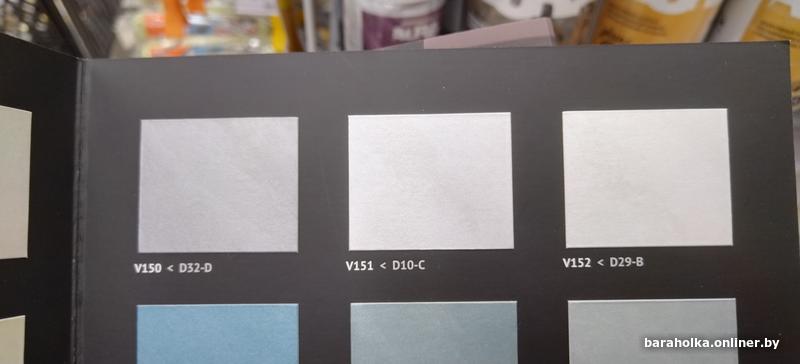 V150 < D32-D
V151 < D10-C
V152 < D29-B
baraholka.onliner.by